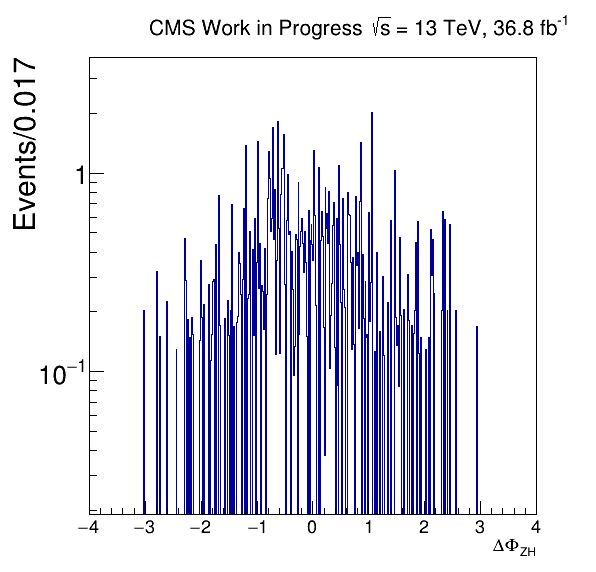 CMS Work in Progress √s = 13 TeV, 36.8 fb⁻¹
Events/0.017
1
10⁻¹
−4 −3 −2 −1 0 1 2 3 4
ΔΦ_ZH